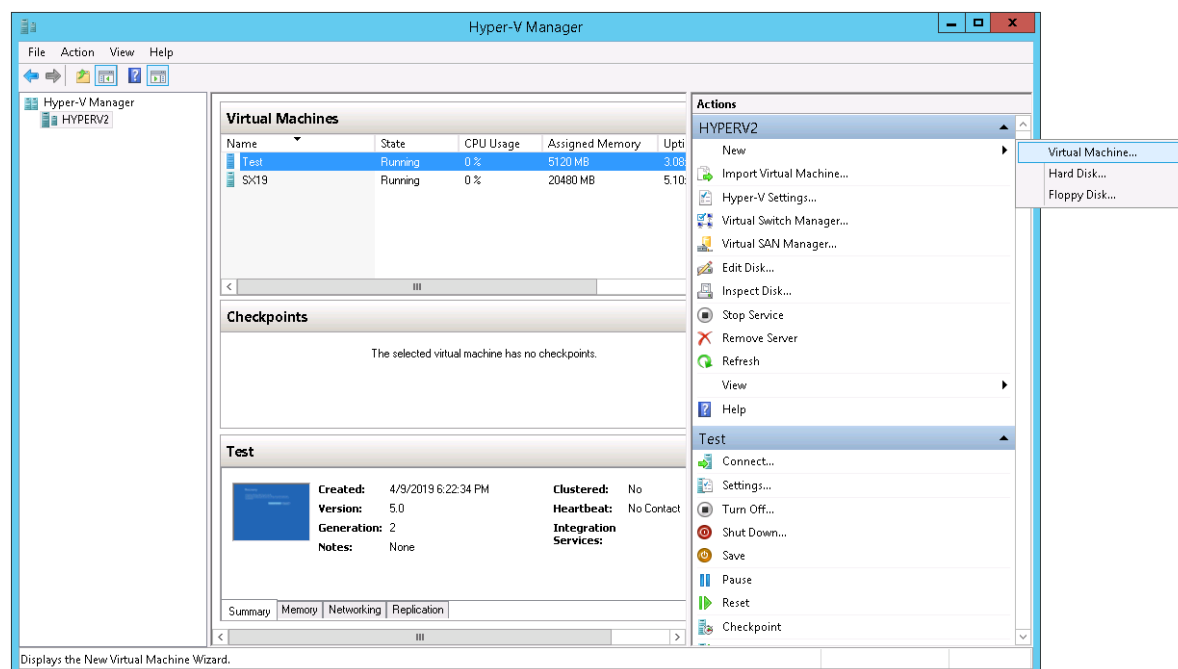 Hyper-V Manager
File Action View Help
Hyper-V Manager
HYPERV2
Virtual Machines
Name State CPU Usage Assigned Memory Upti
Test Running 0 % 5120 MB 3.08:
SX19 Running 0 % 20480 MB 5.10:
Checkpoints
The selected virtual machine has no checkpoints.
Test
Created: 4/9/2019 6:22:34 PM Clustered: No
Version: 5.0 Heartbeat: No Contact
Generation: 2 Integration Services:
Notes: None
Summary Memory Networking Replication
Actions
HYPERV2
New
Import Virtual Machine...
Hyper-V Settings...
Virtual Switch Manager...
Virtual SAN Manager...
Edit Disk...
Inspect Disk...
Stop Service
Remove Server
Refresh
View
Help
Test
Connect...
Settings...
Turn Off...
Shut Down...
Save
Pause
Reset
Checkpoint
Virtual Machine...
Hard Disk...
Floppy Disk...
Displays the New Virtual Machine Wizard.